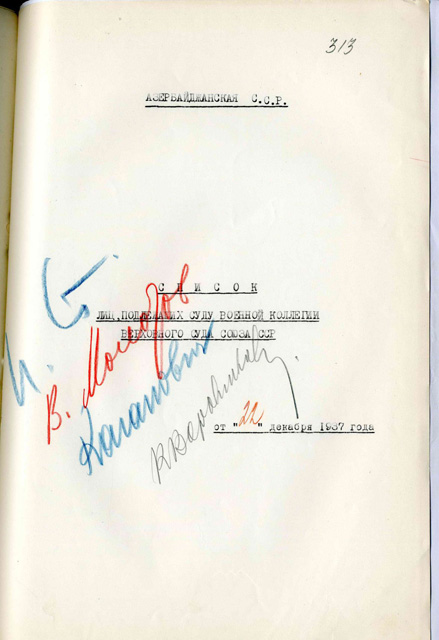 313
АЗЕРБАЙДЖАНСКАЯ С.С.Р.
С П И С О К
ЛИЦ, ПОДЛЕЖАЩИХ СУДУ ВОЕННОЙ КОЛЛЕГИИ
ВЕРХОВНОГО СУДА СОЮЗА ССР
И. Ст.
В. Молотов
Каганович
К Ворошилов
от "22" декабря 1937 года